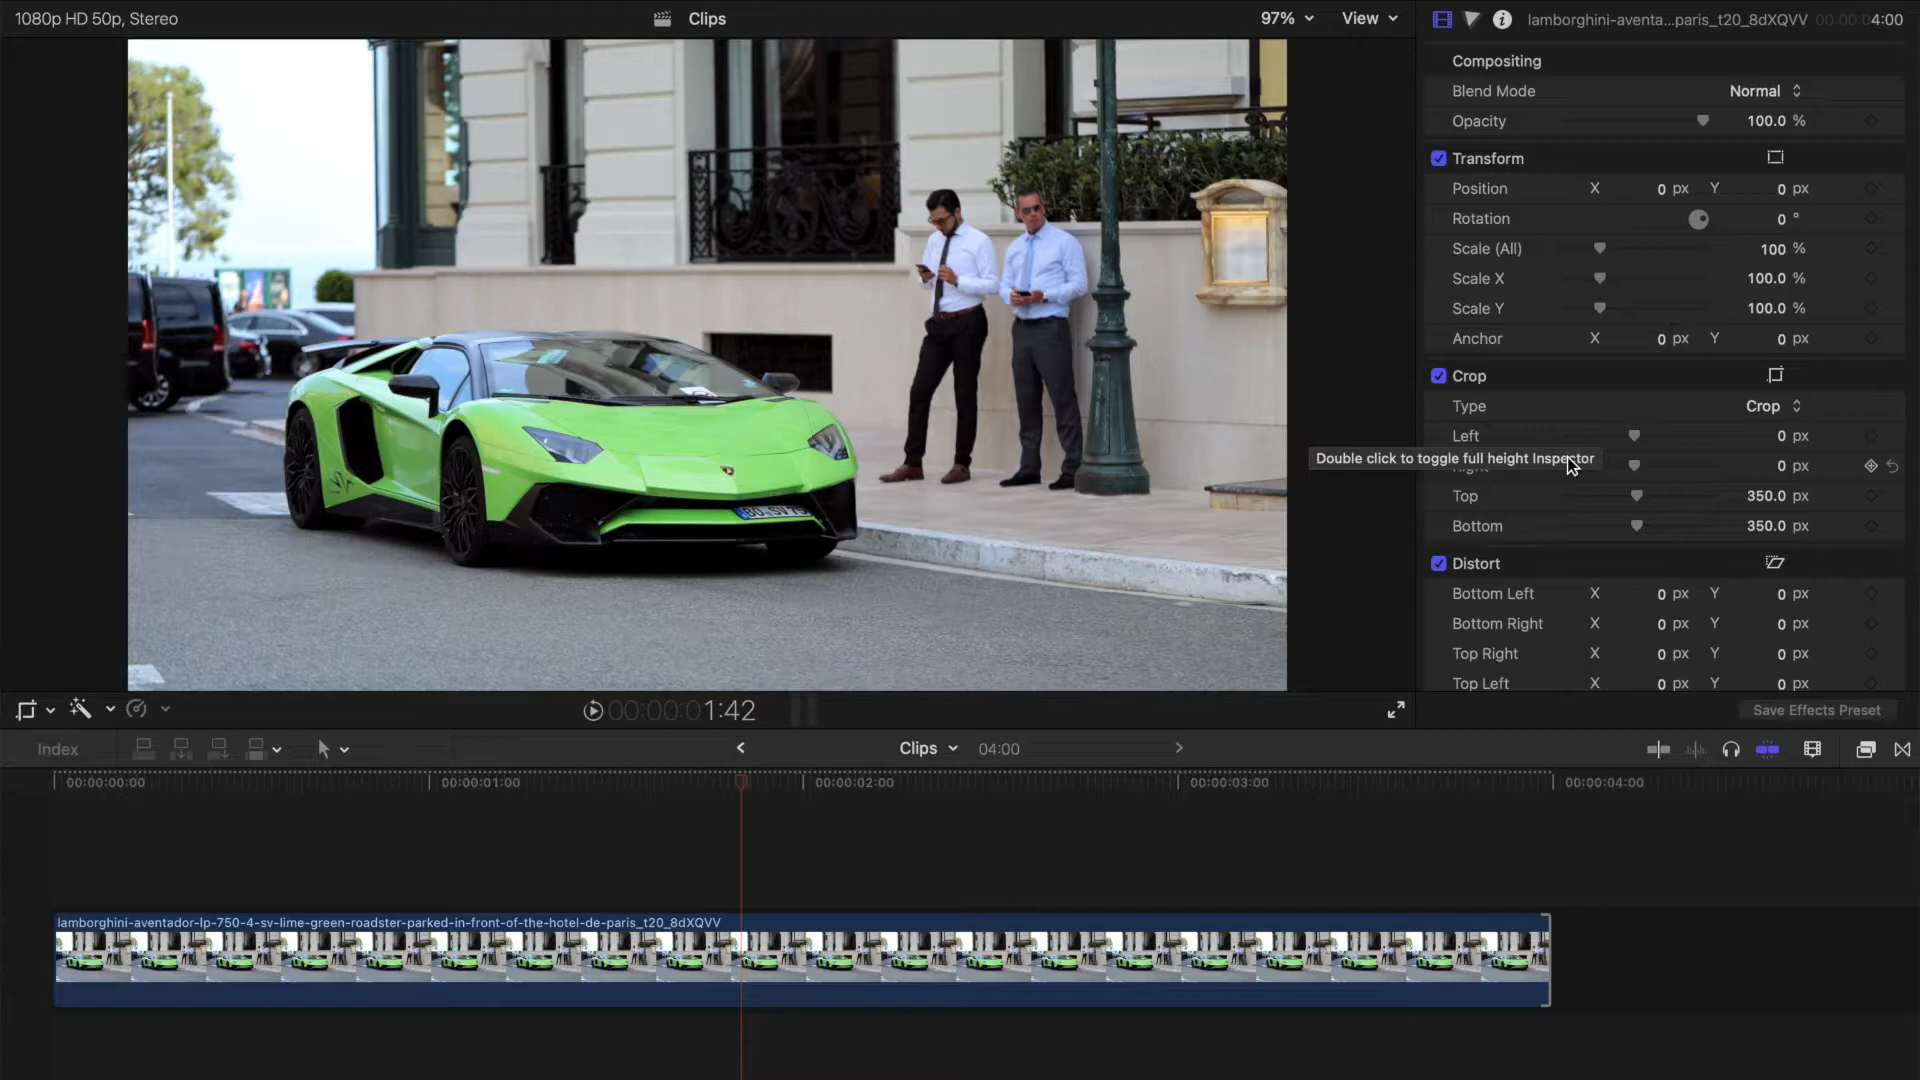 1080p HD 50p, Stereo
Clips
97%
View
lamborghini-aventa...paris_t20_8dXQVV
00:00:04:00
Compositing
Blend Mode
Normal
Opacity
100.0 %
Transform
Position X 0 px Y 0 px
Rotation 0 °
Scale (All) 100 %
Scale X 100.0 %
Scale Y 100.0 %
Anchor X 0 px Y 0 px
Crop
Type Crop
Left 0 px
Double click to toggle full height Inspector
Right 0 px
Top 350.0 px
Bottom 350.0 px
Distort
Bottom Left X 0 px Y 0 px
Bottom Right X 0 px Y 0 px
Top Right X 0 px Y 0 px
Top Left X 0 px Y 0 px
00:00:01:42
Save Effects Preset
Index
Clips
04:00
00:00:00:00
00:00:01:00
00:00:02:00
00:00:03:00
00:00:04:00
lamborghini-aventador-lp-750-4-sv-lime-green-roadster-parked-in-front-of-the-hotel-de-paris_t20_8dXQVV